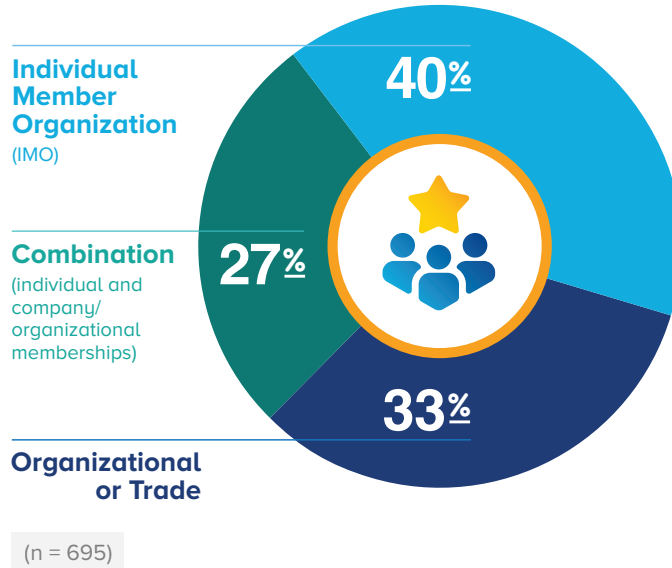 Individual
Member
Organization
(IMO)
40%
Combination
(individual and
company/
organizational
memberships)
27%
33%
Organizational
or Trade
(n = 695)